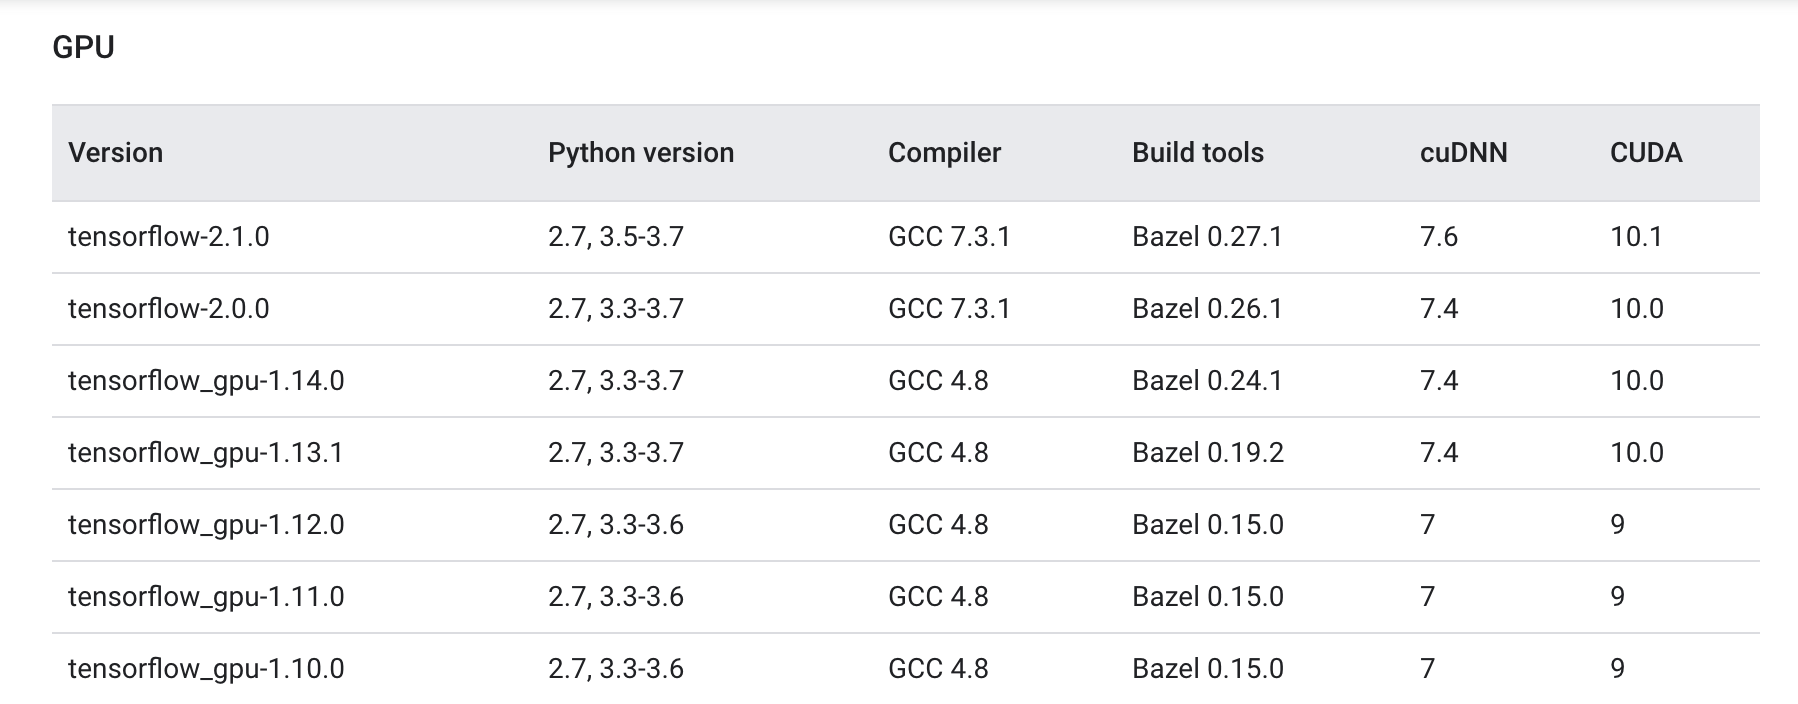 GPU
Version Python version Compiler Build tools cuDNN CUDA
tensorflow-2.1.0 2.7, 3.5-3.7 GCC 7.3.1 Bazel 0.27.1 7.6 10.1
tensorflow-2.0.0 2.7, 3.3-3.7 GCC 7.3.1 Bazel 0.26.1 7.4 10.0
tensorflow_gpu-1.14.0 2.7, 3.3-3.7 GCC 4.8 Bazel 0.24.1 7.4 10.0
tensorflow_gpu-1.13.1 2.7, 3.3-3.7 GCC 4.8 Bazel 0.19.2 7.4 10.0
tensorflow_gpu-1.12.0 2.7, 3.3-3.6 GCC 4.8 Bazel 0.15.0 7 9
tensorflow_gpu-1.11.0 2.7, 3.3-3.6 GCC 4.8 Bazel 0.15.0 7 9
tensorflow_gpu-1.10.0 2.7, 3.3-3.6 GCC 4.8 Bazel 0.15.0 7 9